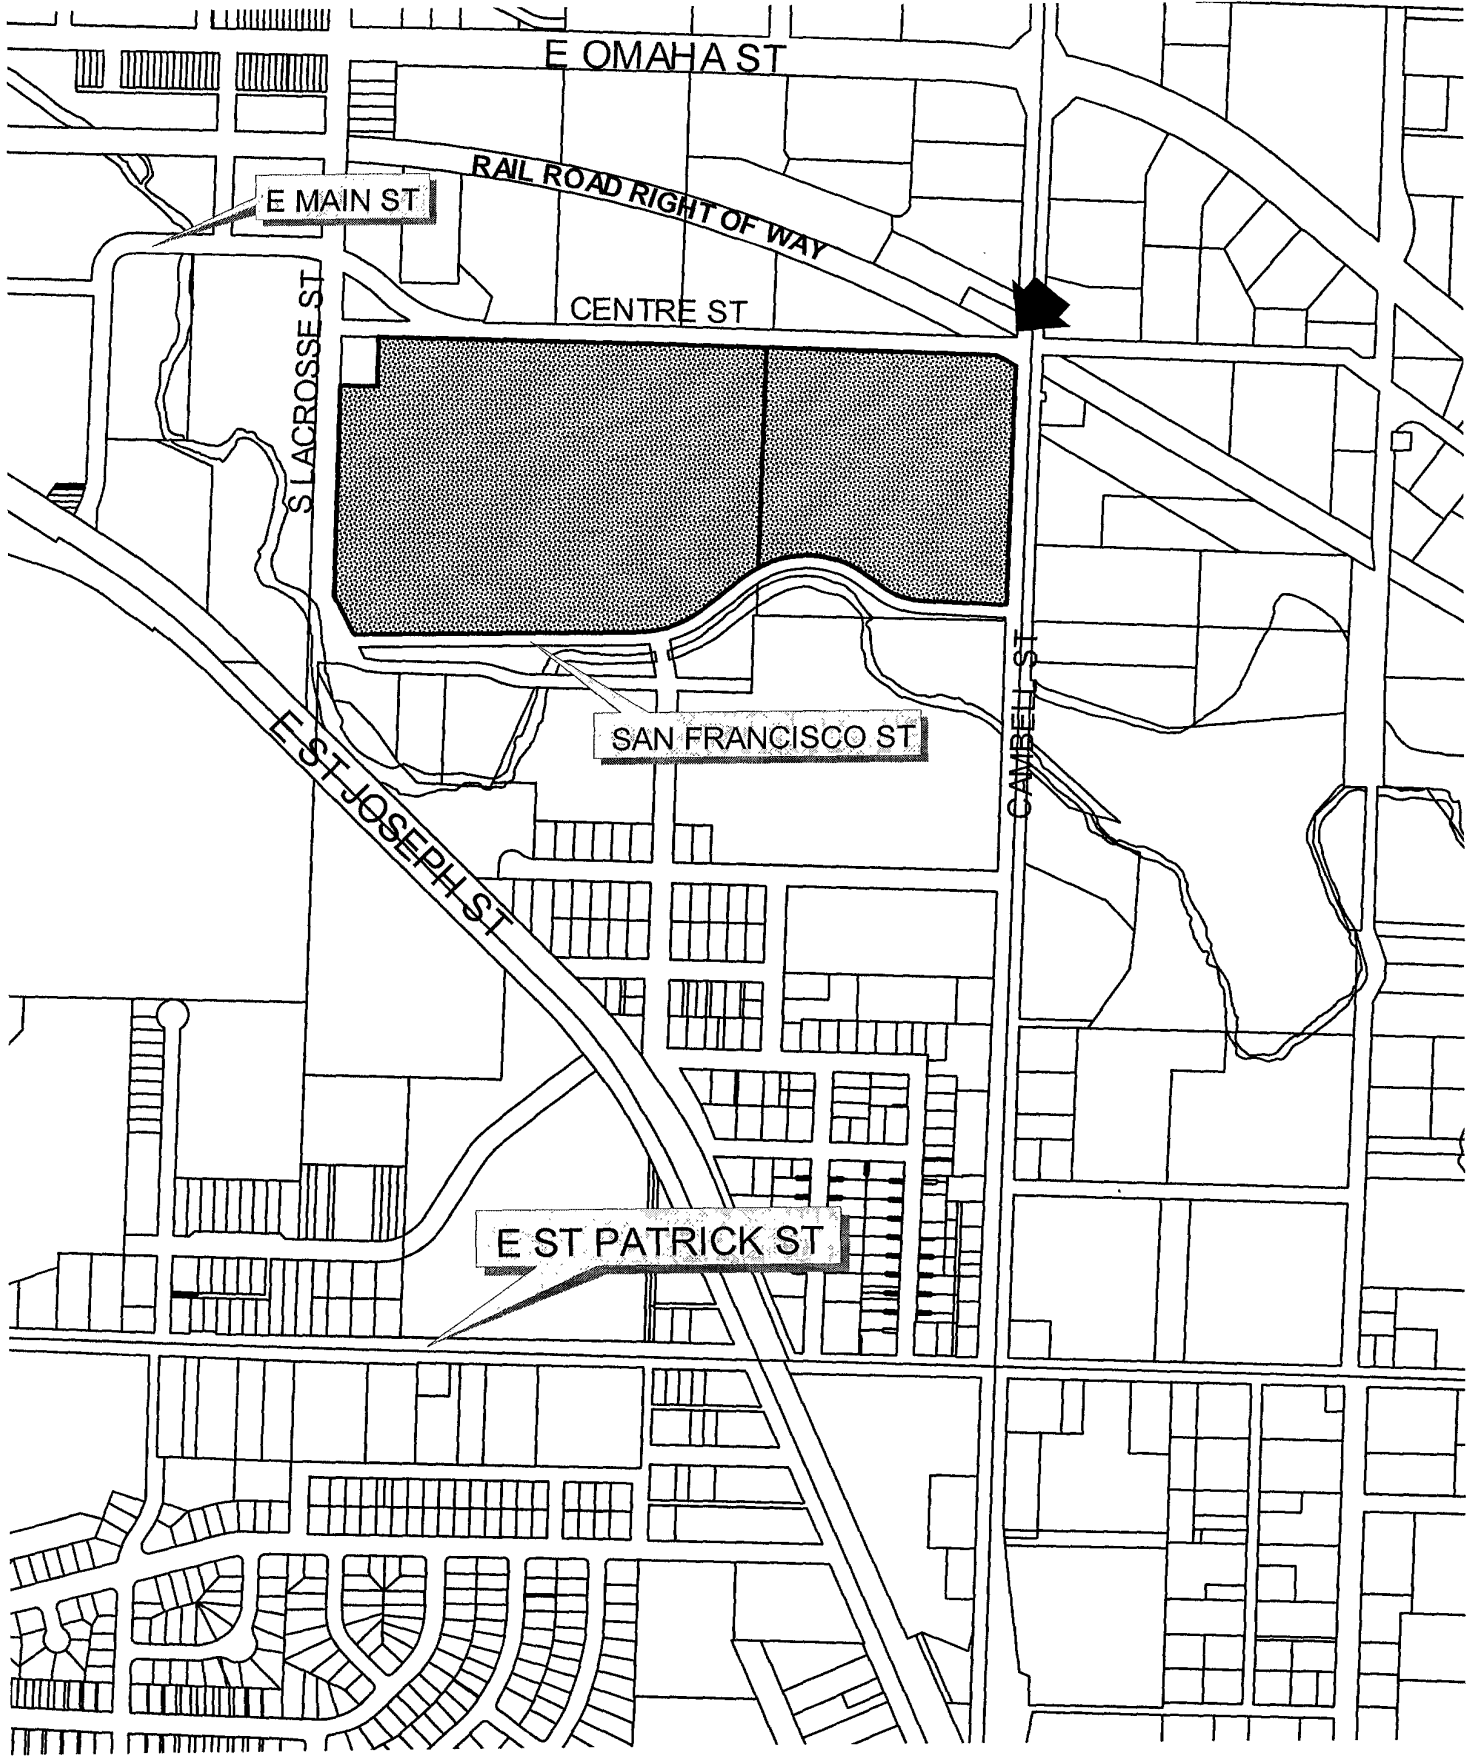 E OMAHA ST
RAIL ROAD RIGHT OF WAY
E MAIN ST
CENTRE ST
S LACROSSE ST
SAN FRANCISCO ST
CAMBELL ST
E ST JOSEPH ST
E ST PATRICK ST